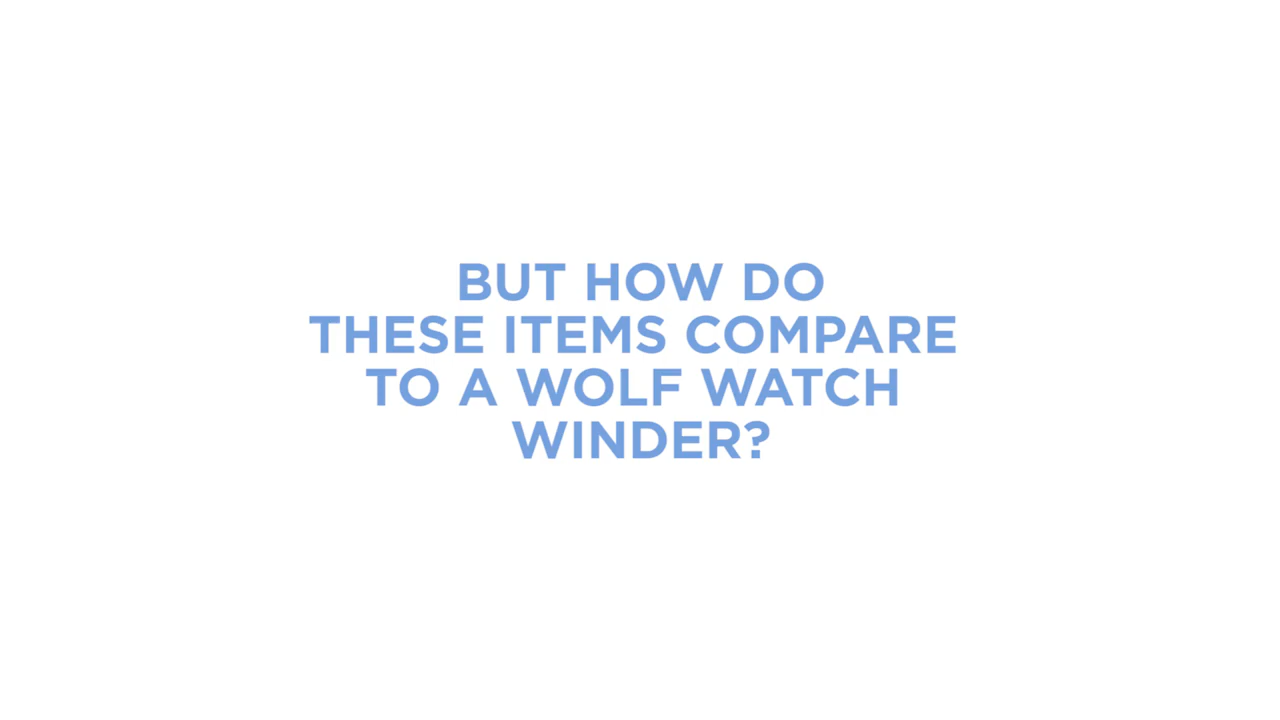 BUT HOW DO
THESE ITEMS COMPARE
TO A WOLF WATCH
WINDER?